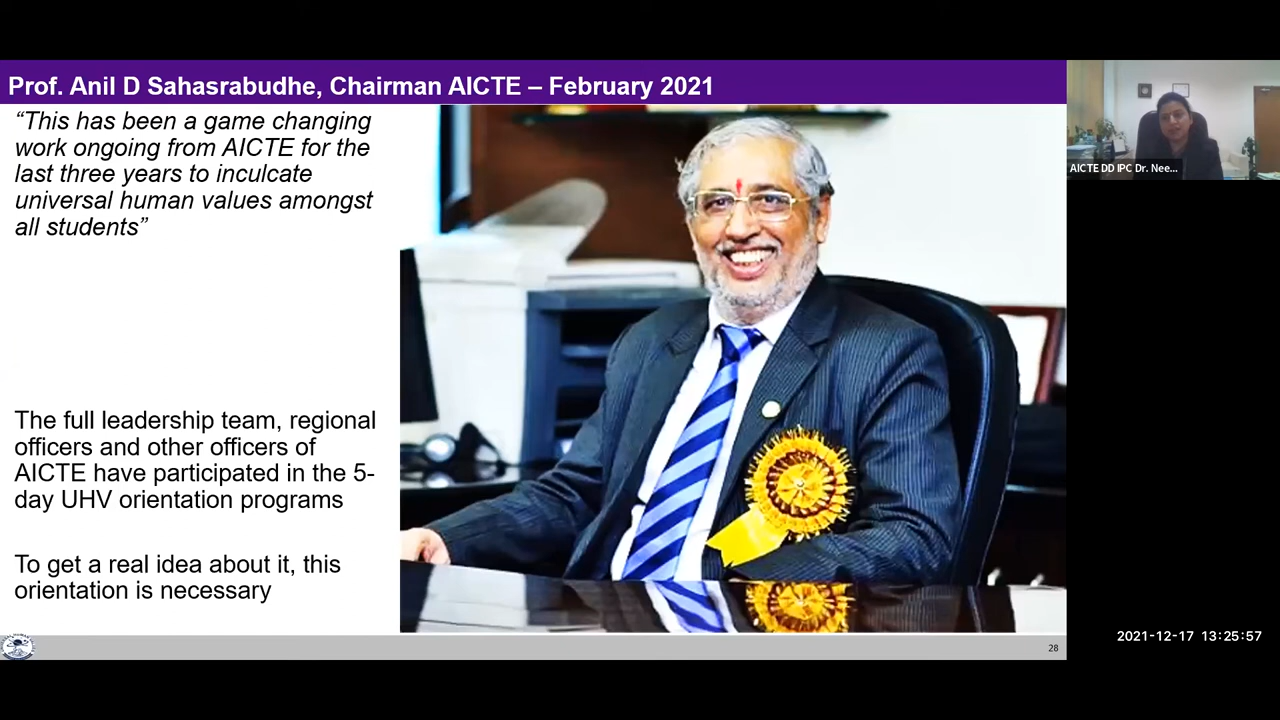 Prof. Anil D Sahasrabudhe, Chairman AICTE – February 2021
“This has been a game changing
work ongoing from AICTE for the
last three years to inculcate
universal human values amongst
all students”
The full leadership team, regional
officers and other officers of
AICTE have participated in the 5-
day UHV orientation programs
To get a real idea about it, this
orientation is necessary
28
AICTE DD IPC Dr. Nee...
2021-12-17 13:25:57